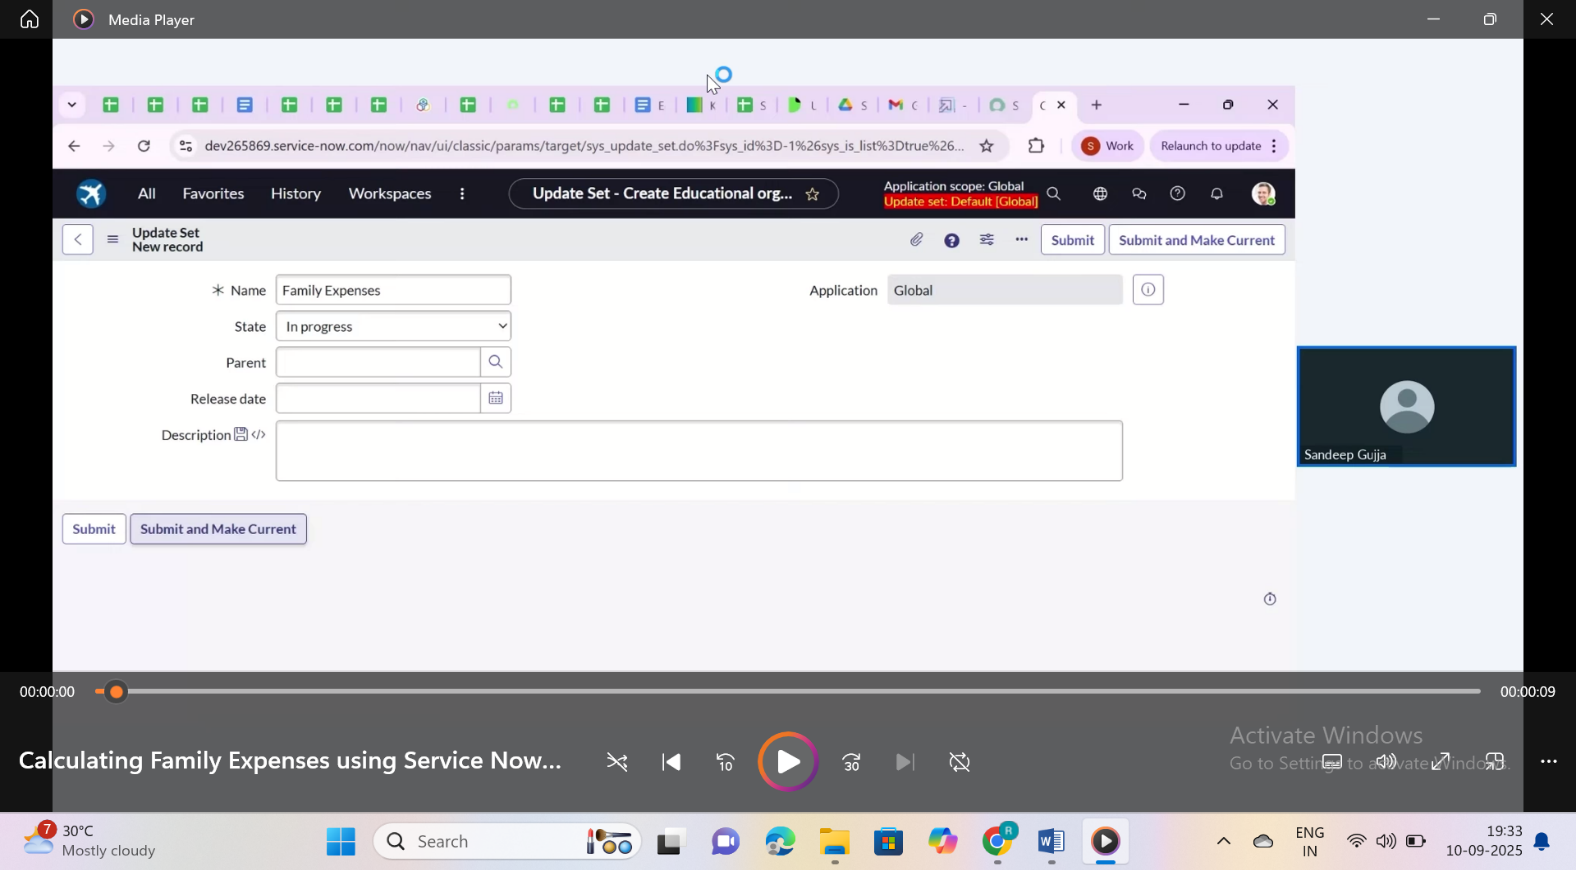 Media Player
E
K
S
L
S
G
-
S
dev265869.service-now.com/now/nav/ui/classic/params/target/sys_update_set.do%3Fsys_id%3D-1%26sys_is_list%3Dtrue%26...
S Work
Relaunch to update
All Favorites History Workspaces
Update Set - Create Educational org...
Application scope: Global
Update set: Default [Global]
Update Set
New record
Submit
Submit and Make Current
* Name Family Expenses
Application Global
State In progress
Parent
Release date
Description
Submit
Submit and Make Current
Sandeep Gujja
00:00:00
00:00:09
Calculating Family Expenses using Service Now...
10
30
Activate Windows
Go to Settings to activate Windows.
7
30°C
Mostly cloudy
Search
R
ENG
IN
19:33
10-09-2025